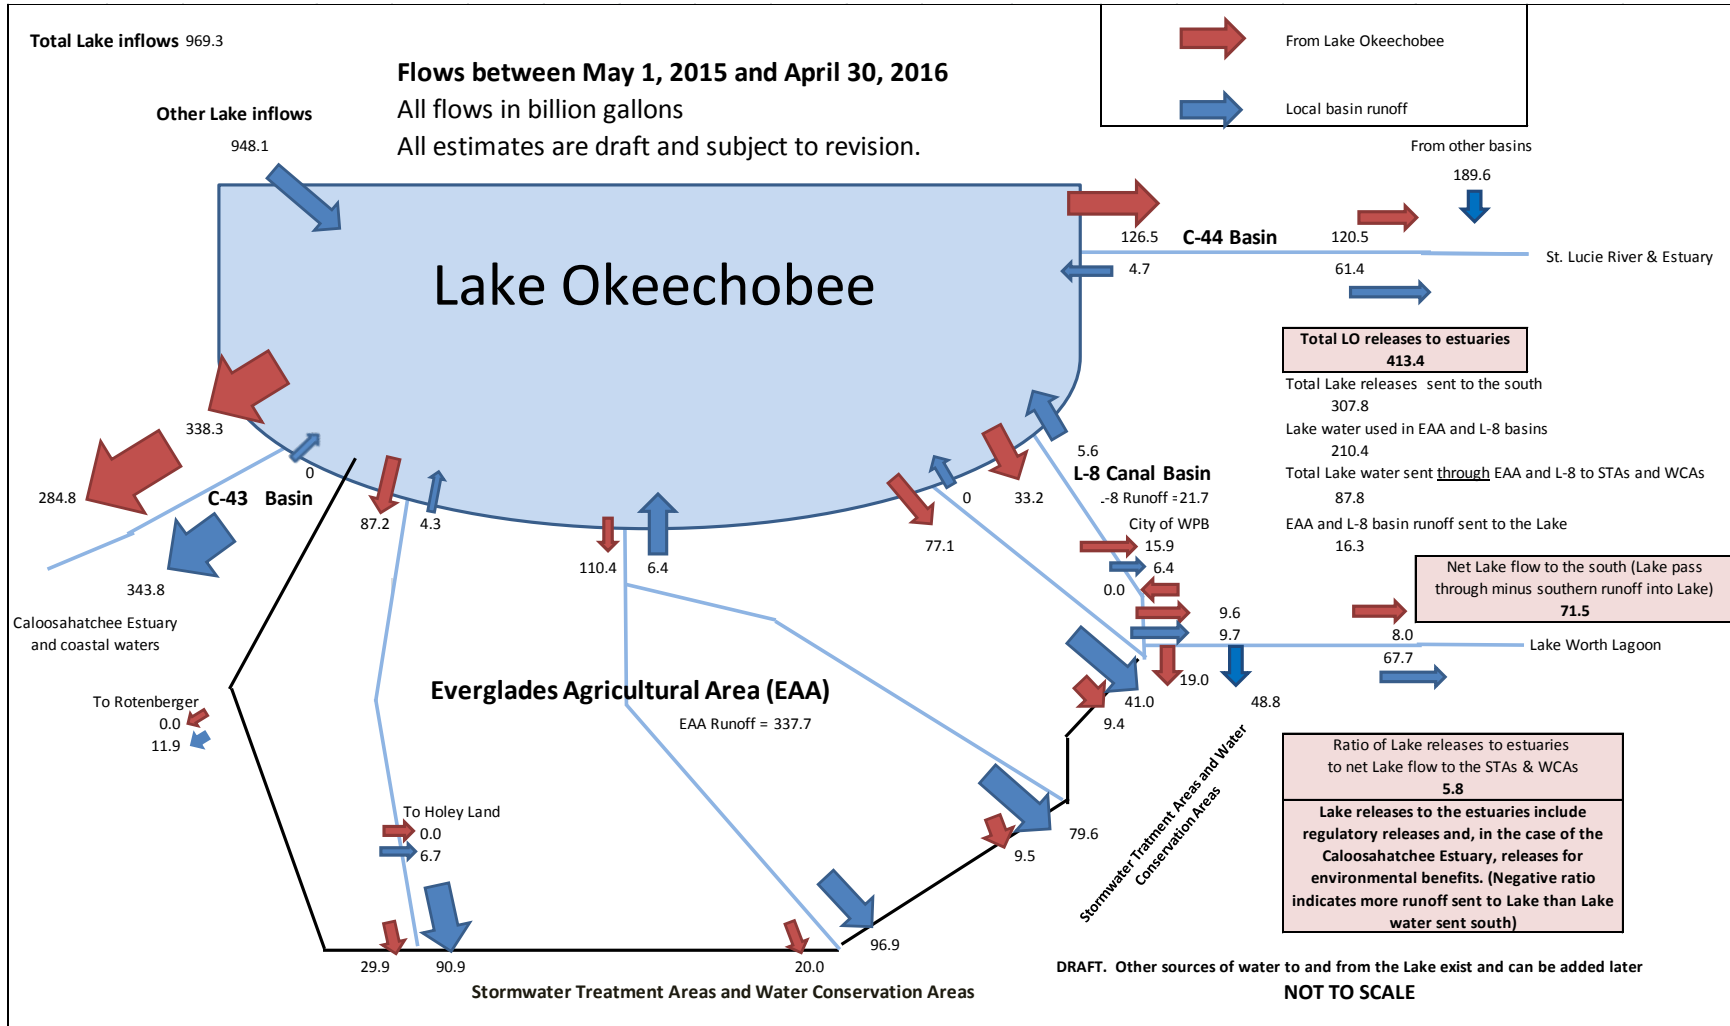 Total Lake inflows 969.3
From Lake Okeechobee
Flows between May 1, 2015 and April 30, 2016
All flows in billion gallons
All estimates are draft and subject to revision.
Local basin runoff
Other Lake inflows
948.1
From other basins
189.6
Lake Okeechobee
126.5
C-44 Basin
120.5
4.7
61.4
St. Lucie River & Estuary
Total LO releases to estuaries
413.4
Total Lake releases sent to the south
307.8
Lake water used in EAA and L-8 basins
210.4
Total Lake water sent through EAA and L-8 to STAs and WCAs
87.8
EAA and L-8 basin runoff sent to the Lake
16.3
Net Lake flow to the south (Lake pass
through minus southern runoff into Lake)
71.5
338.3
0
284.8
C-43 Basin
343.8
Caloosahatchee Estuary
and coastal waters
87.2
4.3
110.4
6.4
77.1
0
33.2
5.6
L-8 Canal Basin
L-8 Runoff =21.7
City of WPB
15.9
6.4
0.0
9.6
9.7
8.0
67.7
Lake Worth Lagoon
19.0
48.8
41.0
9.4
Everglades Agricultural Area (EAA)
EAA Runoff = 337.7
To Rotenberger
0.0
11.9
To Holey Land
0.0
6.7
79.6
9.5
Stormwater Tratment Areas and Water
Conservation Areas
Ratio of Lake releases to estuaries
to net Lake flow to the STAs & WCAs
5.8
Lake releases to the estuaries include
regulatory releases and, in the case of the
Caloosahatchee Estuary, releases for
environmental benefits. (Negative ratio
indicates more runoff sent to Lake than Lake
water sent south)
96.9
29.9
90.9
20.0
Stormwater Treatment Areas and Water Conservation Areas
DRAFT. Other sources of water to and from the Lake exist and can be added later
NOT TO SCALE